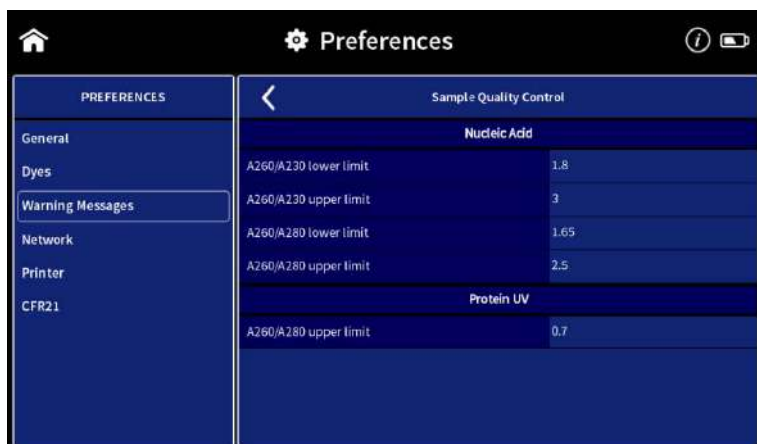 Preferences
i
PREFERENCES
General
Dyes
Warning Messages
Network
Printer
CFR21
Sample Quality Control
Nucleic Acid
A260/A230 lower limit 1.8
A260/A230 upper limit 3
A260/A280 lower limit 1.65
A260/A280 upper limit 2.5
Protein UV
A260/A280 upper limit 0.7